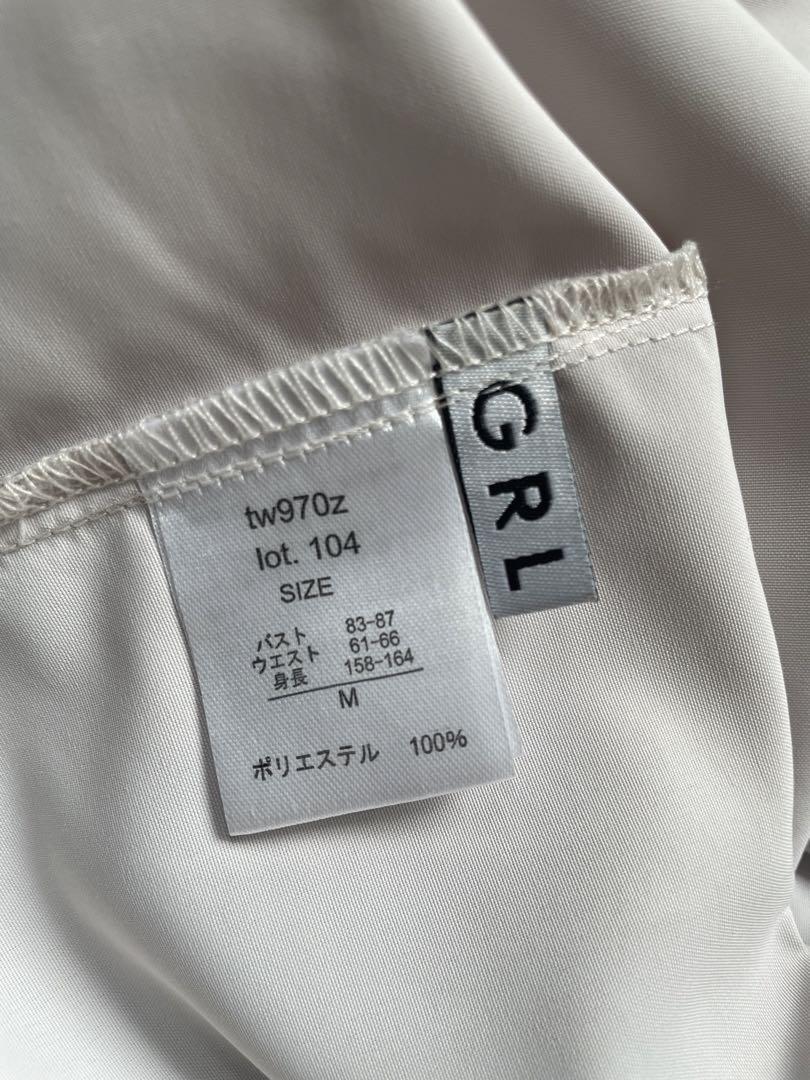 tw970z
lot. 104
SIZE
バスト 83-87
ウエスト 61-66
身長 158-164
M
ポリエステル 100%
GRL